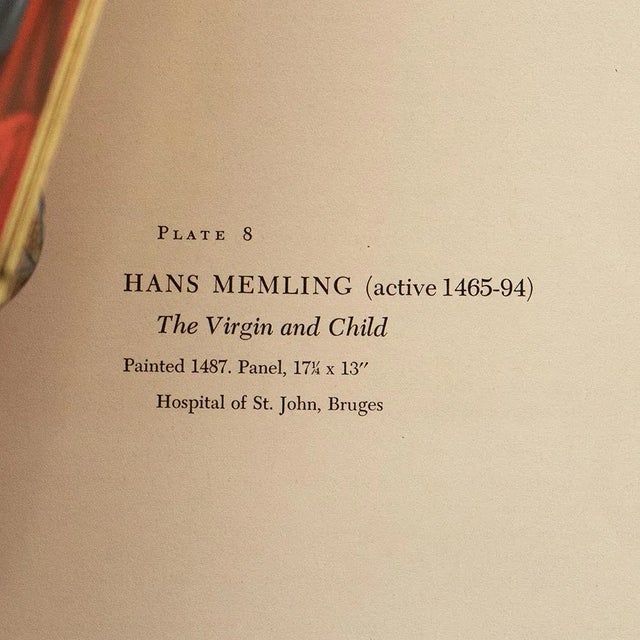 PLATE 8
HANS MEMLING (active 1465-94)
The Virgin and Child
Painted 1487. Panel, 17¼ x 13″
Hospital of St. John, Bruges